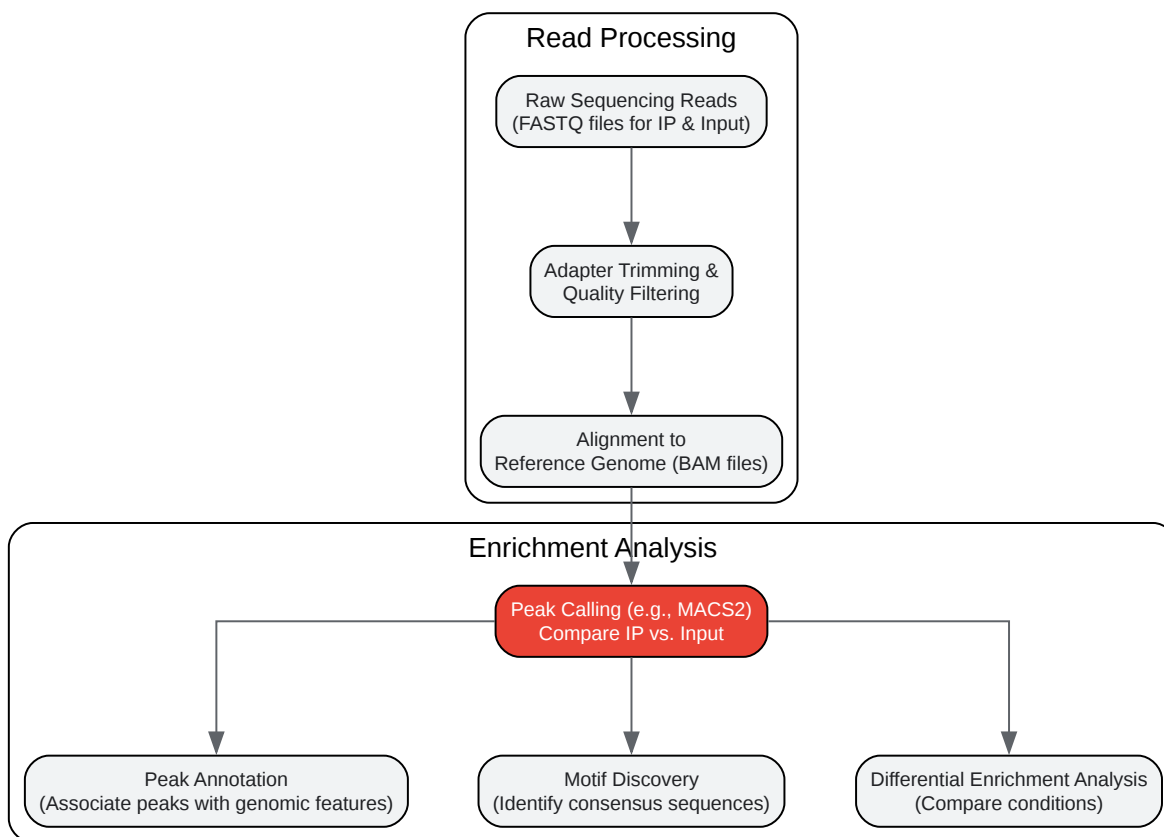 Read Processing
Raw Sequencing Reads
(FASTQ files for IP & Input)
Adapter Trimming &
Quality Filtering
Alignment to
Reference Genome (BAM files)
Enrichment Analysis
Peak Calling (e.g., MACS2)
Compare IP vs. Input
Peak Annotation
(Associate peaks with genomic features)
Motif Discovery
(Identify consensus sequences)
Differential Enrichment Analysis
(Compare conditions)